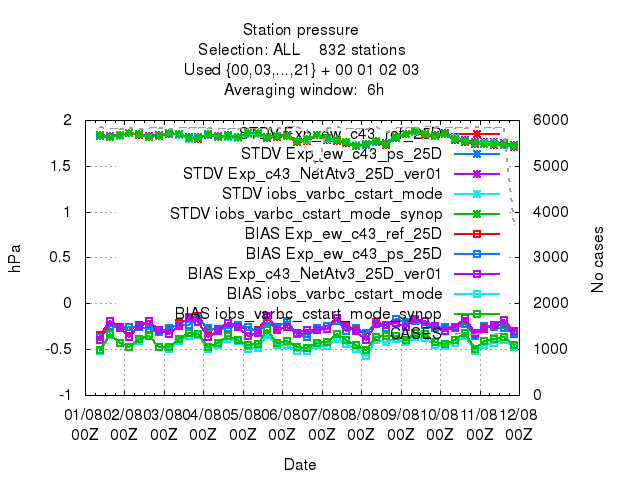 Station pressure
Selection: ALL 832 stations
Used {00,03,...,21} + 00 01 02 03
Averaging window: 6h
2
1.5
1
0.5
0
-0.5
-1
hPa
6000
5000
4000
3000
2000
1000
0
No cases
STDV Exp_ew_c43_ref_25D
STDV Exp_ew_c43_ps_25D
STDV Exp_c43_NetAtv3_25D_ver01
STDV iobs_varbc_cstart_mode
STDV iobs_varbc_cstart_mode_synop
BIAS Exp_ew_c43_ref_25D
BIAS Exp_ew_c43_ps_25D
BIAS Exp_c43_NetAtv3_25D_ver01
BIAS iobs_varbc_cstart_mode
BIAS iobs_varbc_cstart_mode_synop
CASES
01/08 02/08 03/08 04/08 05/08 06/08 07/08 08/08 09/08 10/08 11/08 12/08
00Z 00Z 00Z 00Z 00Z 00Z 00Z 00Z 00Z 00Z 00Z 00Z
Date